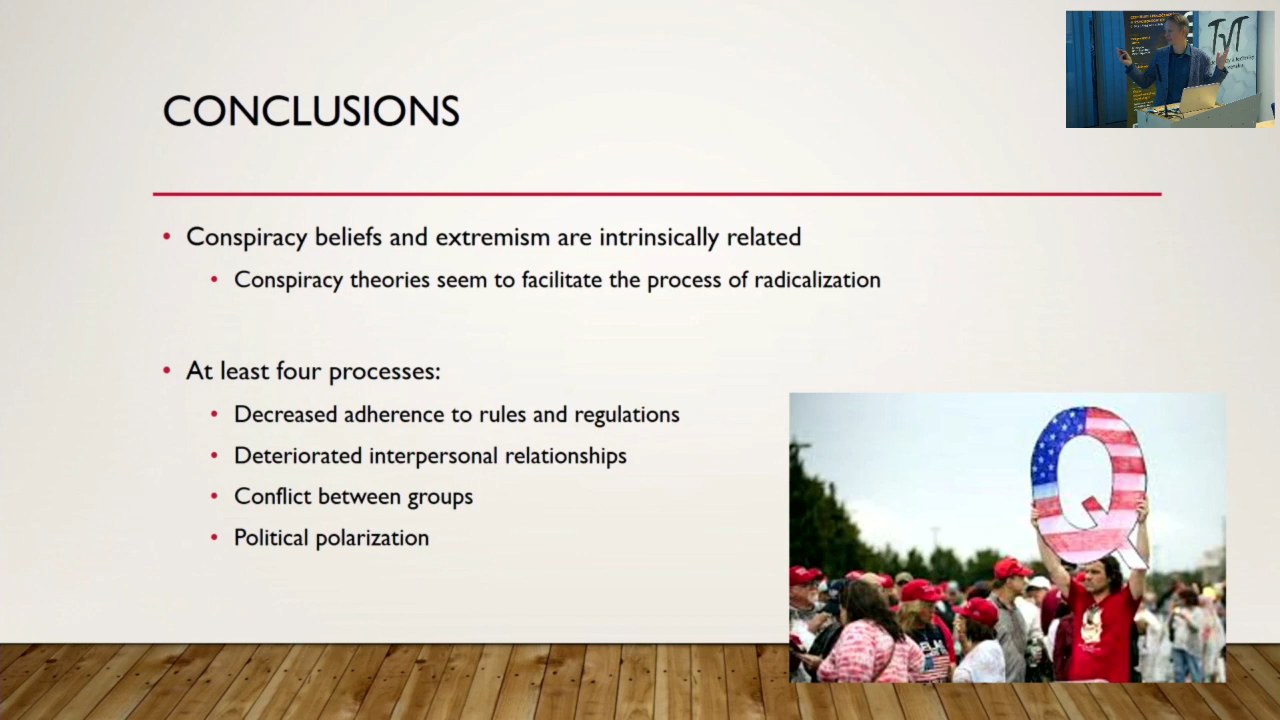 CONCLUSIONS
• Conspiracy beliefs and extremism are intrinsically related
• Conspiracy theories seem to facilitate the process of radicalization
• At least four processes:
• Decreased adherence to rules and regulations
• Deteriorated interpersonal relationships
• Conflict between groups
• Political polarization
Q
TVT